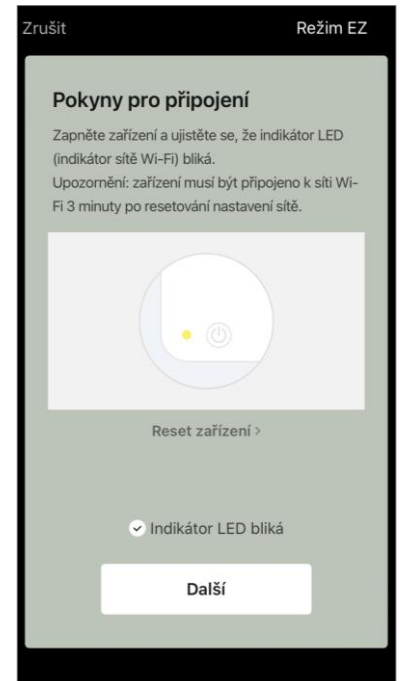 Zrušit Režim EZ
Pokyny pro připojení
Zapněte zařízení a ujistěte se, že indikátor LED
(indikátor sítě Wi-Fi) bliká.
Upozornění: zařízení musí být připojeno k síti Wi-
Fi 3 minuty po resetování nastavení sítě.
Reset zařízení >
Indikátor LED bliká
Další